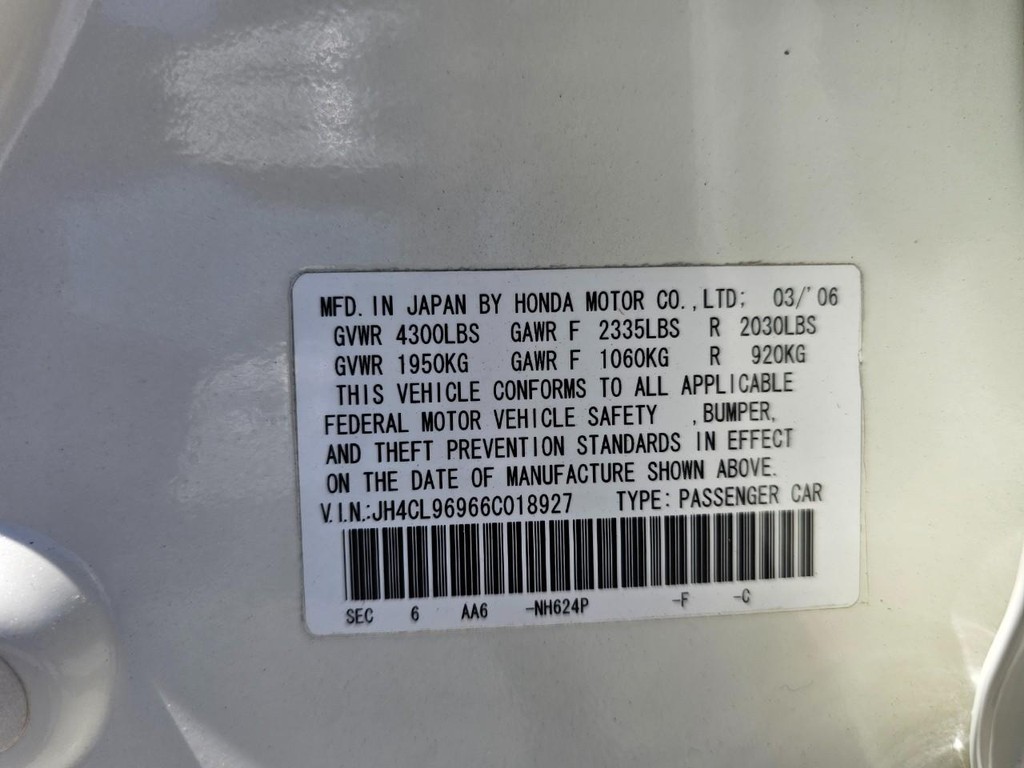 MFD. IN JAPAN BY HONDA MOTOR CO., LTD; 03/'06
GVWR 4300LBS GAWR F 2335LBS R 2030LBS
GVWR 1950KG GAWR F 1060KG R 920KG
THIS VEHICLE CONFORMS TO ALL APPLICABLE
FEDERAL MOTOR VEHICLE SAFETY , BUMPER,
AND THEFT PREVENTION STANDARDS IN EFFECT
ON THE DATE OF MANUFACTURE SHOWN ABOVE.
V.I.N.:JH4CL96966C018927 TYPE: PASSENGER CAR
SEC 6 AA6 -NH624P -F -C